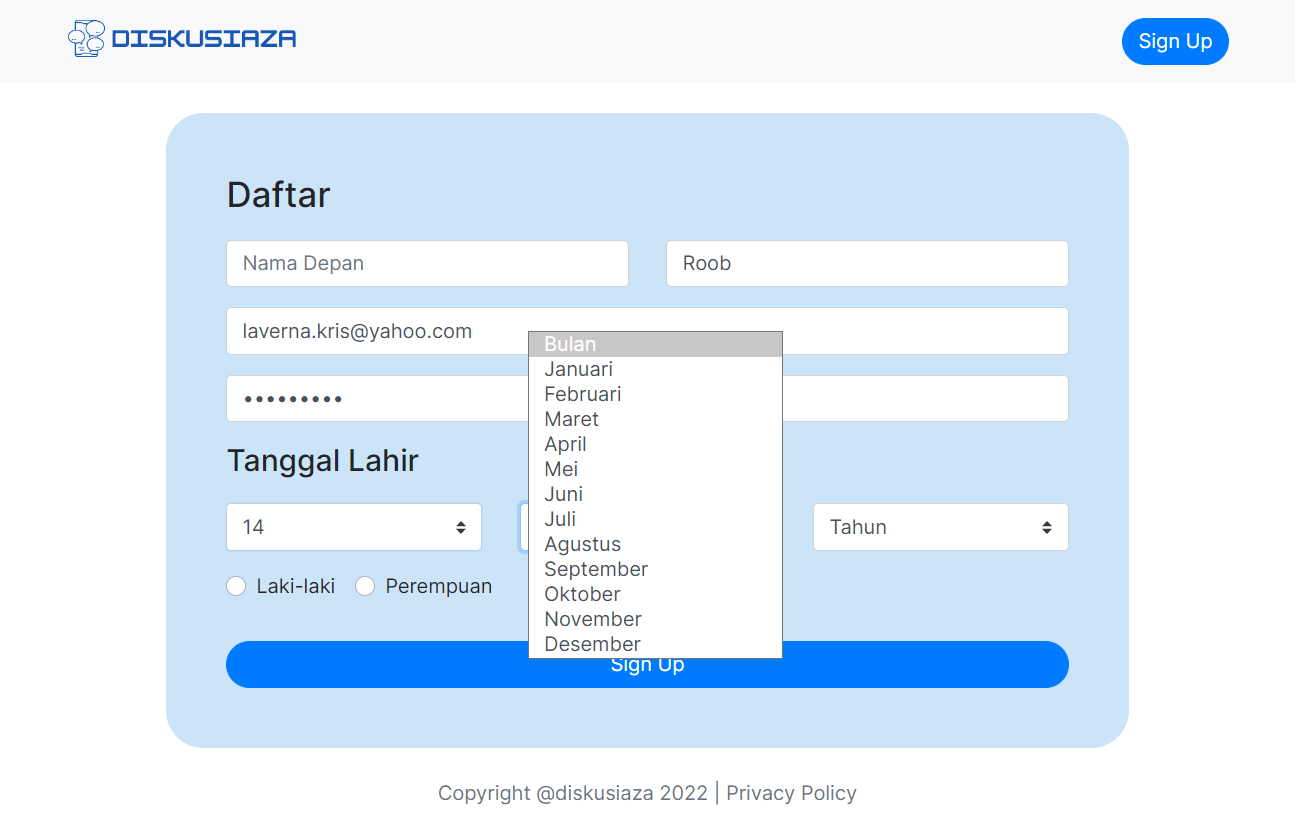 DISKUSIAZA
Sign Up
Daftar
Nama Depan
Roob
laverna.kris@yahoo.com
•••••••••
Tanggal Lahir
14
Bulan
Januari
Februari
Maret
April
Mei
Juni
Juli
Agustus
September
Oktober
November
Desember
Tahun
Laki-laki
Perempuan
Sign Up
Copyright @diskusiaza 2022 | Privacy Policy